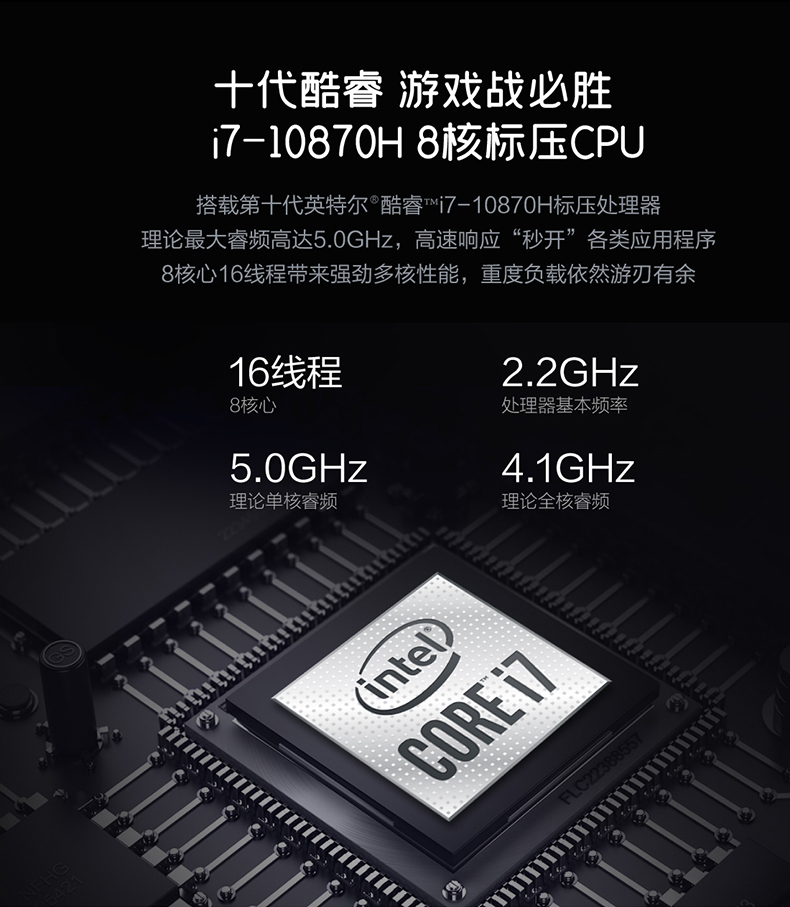 十代酷睿 游戏战必胜
i7-10870H 8核标压CPU
搭载第十代英特尔®酷睿™i7-10870H标压处理器
理论最大睿频高达5.0GHz，高速响应“秒开”各类应用程序
8核心16线程带来强劲多核性能，重度负载依然游刃有余
16线程
8核心
2.2GHz
处理器基本频率
5.0GHz
理论单核睿频
4.1GHz
理论全核睿频
intel®
CORE™ i7
GS